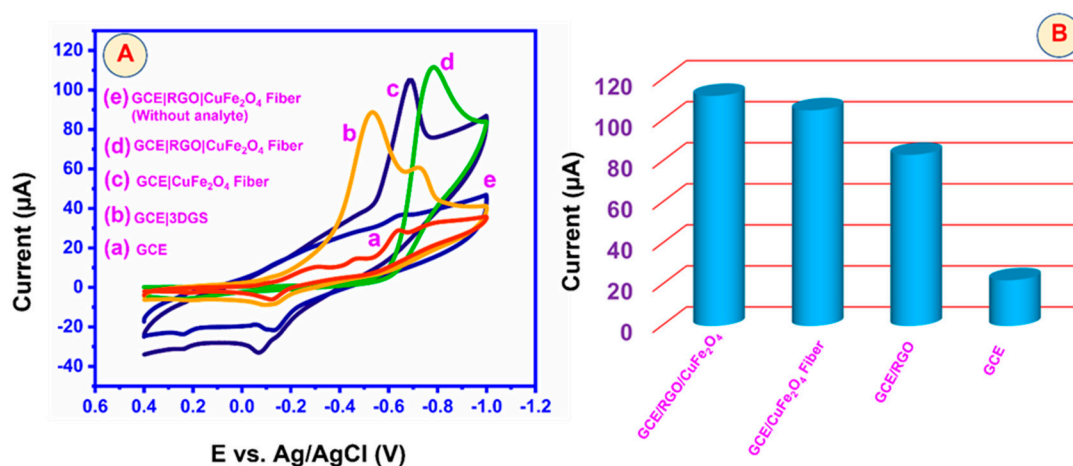 A
120
100
80
60
40
20
0
-20
-40
0.6 0.4 0.2 0.0 -0.2 -0.4 -0.6 -0.8 -1.0 -1.2
Current (µA)
E vs. Ag/AgCl (V)
(e) GCE|RGO|CuFe₂O₄ Fiber
(Without analyte)
(d) GCE|RGO|CuFe₂O₄ Fiber
(c) GCE|CuFe₂O₄ Fiber
(b) GCE|3DGS
(a) GCE
d
c
b
e
a
B
120
100
80
60
40
20
0
Current (µA)
GCE/RGO/CuFe₂O₄
GCE/CuFe₂O₄ Fiber
GCE/RGO
GCE